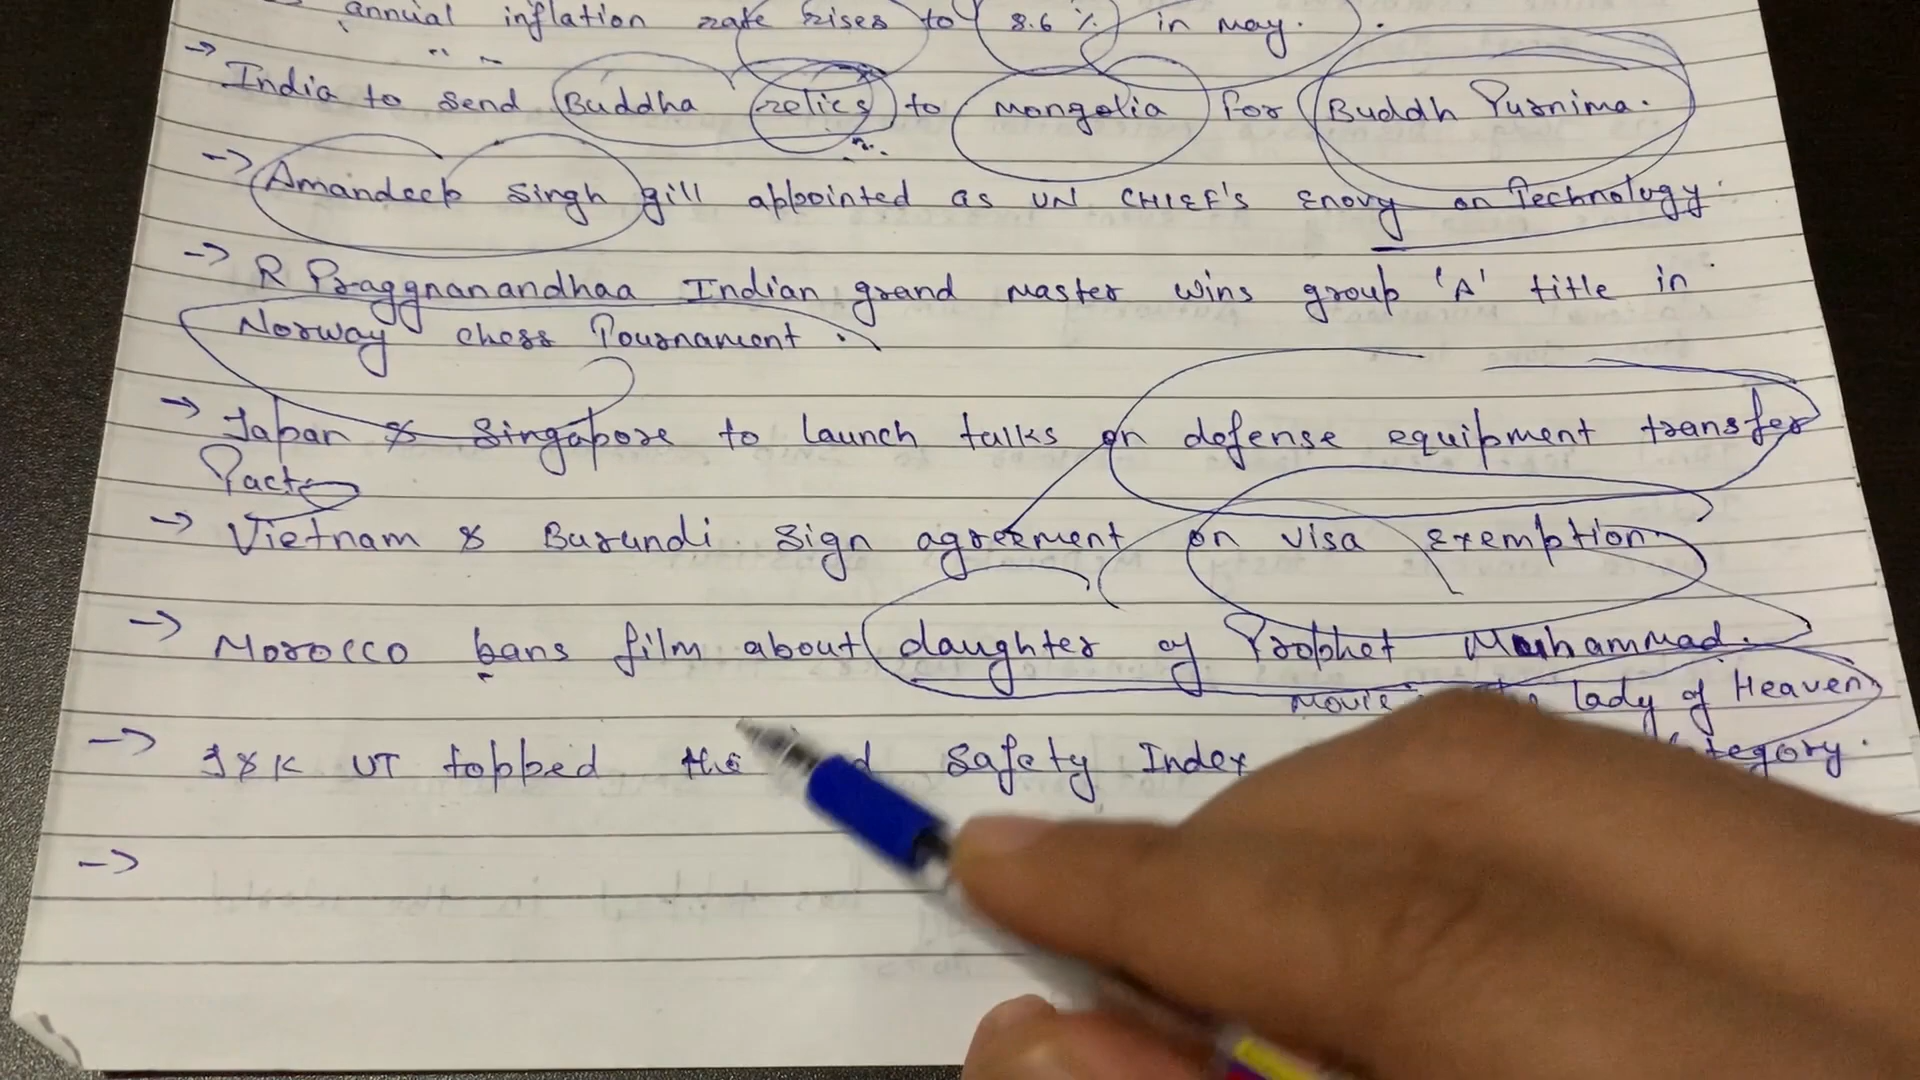 annual inflation rate rises to 8.6 % in may.
→ India to send Buddha relics to mongolia for Buddh Purnima.
→ Amandeep Singh gill appointed as UN CHIEF'S Enovy on Technology.
→ R Praggnanandhaa Indian grand master wins group 'A' title in
Norway chess Tournament.
→ Japan & Singapore to launch talks on defense equipment transfer
Pact
→ Vietnam & Burundi sign agreement on visa exemption
→ Morocco bans film about daughter of Prophet Muhammad.
Movie lady of Heaven
→ J&K UT topped the Safety Index
→